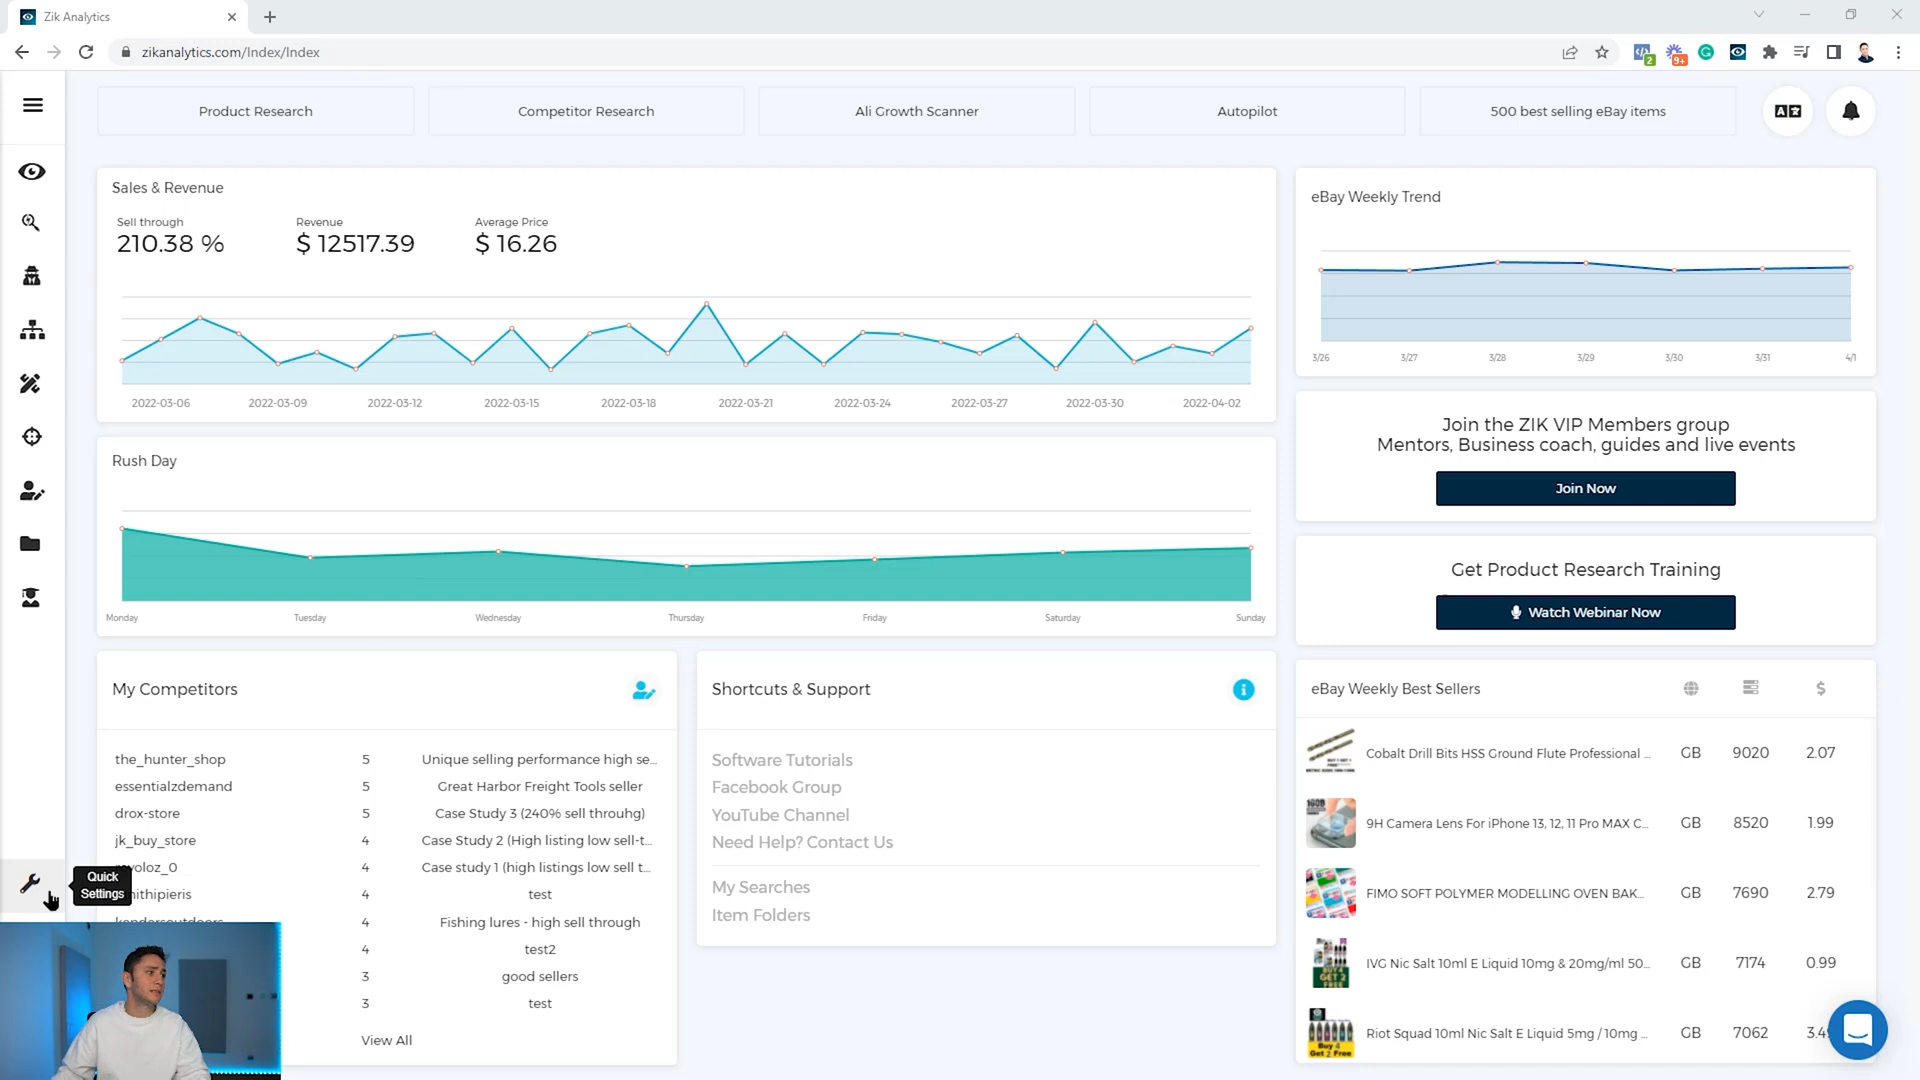 Zik Analytics
zikanalytics.com/Index/Index
2
9+
Product Research
Competitor Research
Ali Growth Scanner
Autopilot
500 best selling eBay items
Sales & Revenue
Sell through
210.38 %
Revenue
$ 12517.39
Average Price
$ 16.26
2022-03-06
2022-03-09
2022-03-12
2022-03-15
2022-03-18
2022-03-21
2022-03-24
2022-03-27
2022-03-30
2022-04-02
eBay Weekly Trend
3/26
3/27
3/28
3/29
3/30
3/31
4/1
Join the ZIK VIP Members group
Mentors, Business coach, guides and live events
Join Now
Rush Day
Monday
Tuesday
Wednesday
Thursday
Friday
Saturday
Sunday
Get Product Research Training
Watch Webinar Now
My Competitors
the_hunter_shop 5 Unique selling performance high se...
essentialzdemand 5 Great Harbor Freight Tools seller
drox-store 5 Case Study 3 (240% sell throuhg)
jk_buy_store 4 Case Study 2 (High listing low sell-t...
4 Case study 1 (high listings low sell t...
4 test
4 Fishing lures - high sell through
4 test2
3 good sellers
3 test
View All
Quick
Settings
Shortcuts & Support
Software Tutorials
Facebook Group
YouTube Channel
Need Help? Contact Us
My Searches
Item Folders
eBay Weekly Best Sellers $
Cobalt Drill Bits HSS Ground Flute Professional ... GB 9020 2.07
9H Camera Lens For iPhone 13, 12, 11 Pro MAX C... GB 8520 1.99
FIMO SOFT POLYMER MODELLING OVEN BAK... GB 7690 2.79
IVG Nic Salt 10ml E Liquid 10mg & 20mg/ml 50... GB 7174 0.99
Riot Squad 10ml Nic Salt E Liquid 5mg / 10mg ... GB 7062
Buy 4
Get 2 Free